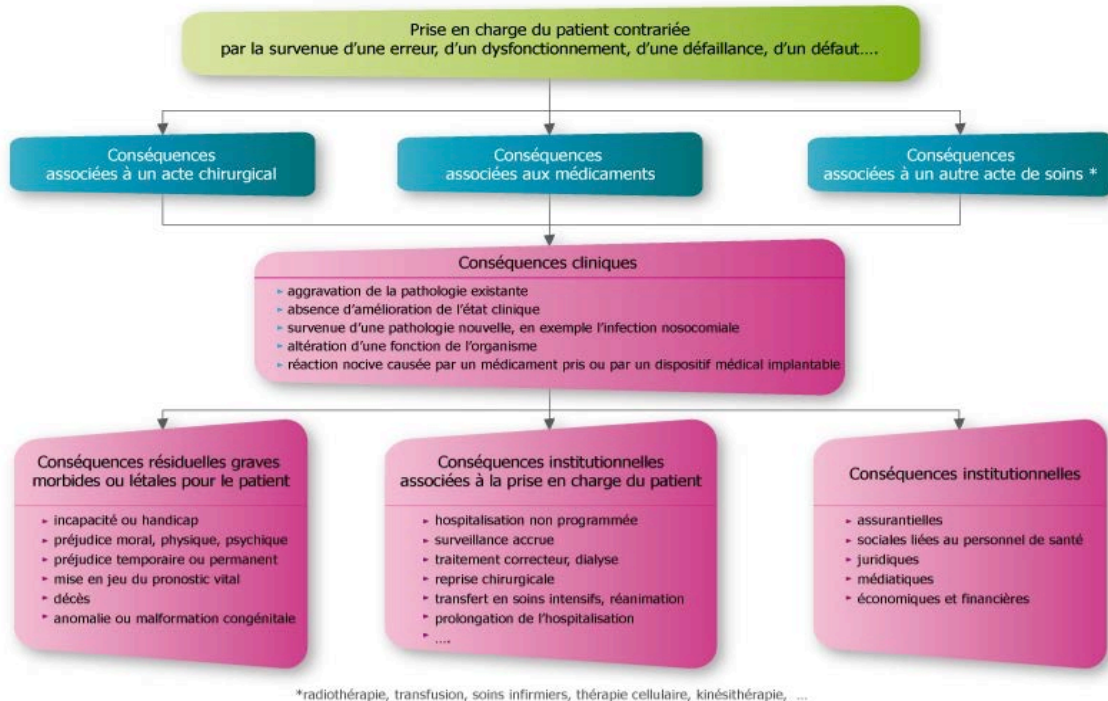 Prise en charge du patient contrariée
par la survenue d'une erreur, d'un dysfonctionnement, d'une défaillance, d'un défaut....
Conséquences
associées à un acte chirurgical
Conséquences
associées aux médicaments
Conséquences
associées à un autre acte de soins *
Conséquences cliniques
► aggravation de la pathologie existante
► absence d'amélioration de l'état clinique
► survenue d'une pathologie nouvelle, en exemple l'infection nosocomiale
► altération d'une fonction de l'organisme
► réaction nocive causée par un médicament pris ou par un dispositif médical implantable
Conséquences résiduelles graves
morbides ou létales pour le patient
► incapacité ou handicap
► préjudice moral, physique, psychique
► préjudice temporaire ou permanent
► mise en jeu du pronostic vital
► décès
► anomalie ou malformation congénitale
Conséquences institutionnelles
associées à la prise en charge du patient
► hospitalisation non programmée
► surveillance accrue
► traitement correcteur, dialyse
► reprise chirurgicale
► transfert en soins intensifs, réanimation
► prolongation de l'hospitalisation
► ....
Conséquences institutionnelles
► assurantielles
► sociales liées au personnel de santé
► juridiques
► médiatiques
► économiques et financières
*radiothérapie, transfusion, soins infirmiers, thérapie cellulaire, kinésithérapie, ...